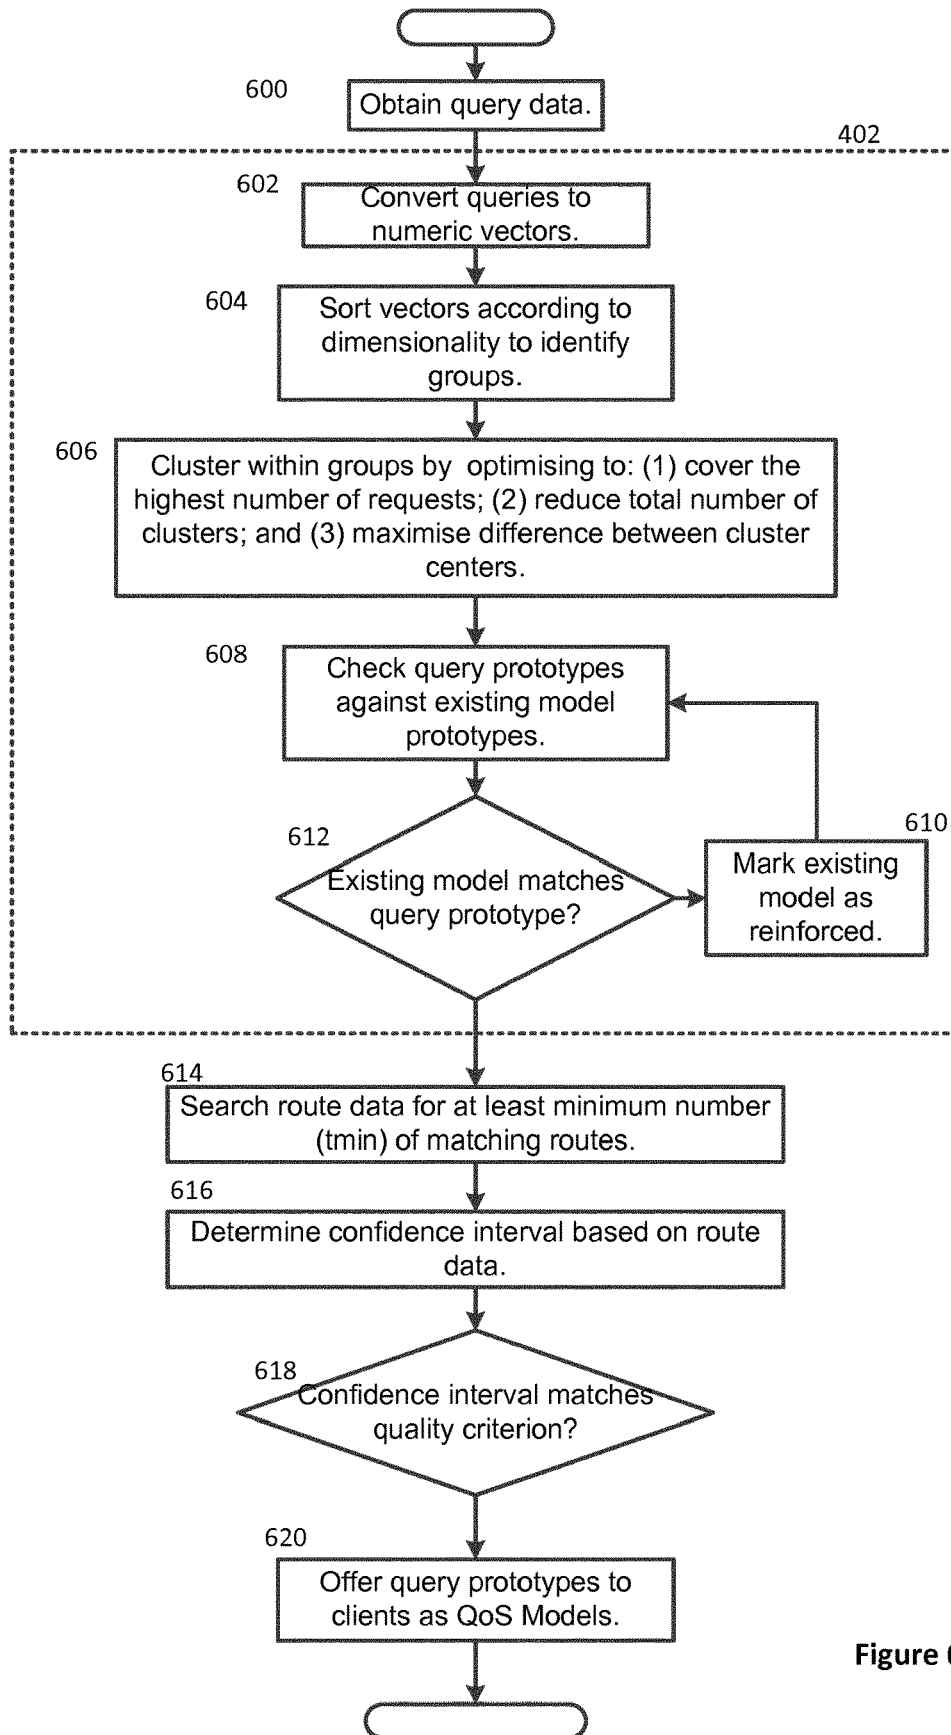 600
Obtain query data.
402
602
Convert queries to
numeric vectors.
604
Sort vectors according to
dimensionality to identify
groups.
606
Cluster within groups by optimising to: (1) cover the
highest number of requests; (2) reduce total number of
clusters; and (3) maximise difference between cluster
centers.
608
Check query prototypes
against existing model
prototypes.
612
Existing model matches
query prototype?
610
Mark existing
model as
reinforced.
614
Search route data for at least minimum number
(tmin) of matching routes.
616
Determine confidence interval based on route
data.
618
Confidence interval matches
quality criterion?
620
Offer query prototypes to
clients as QoS Models.
Figure 6